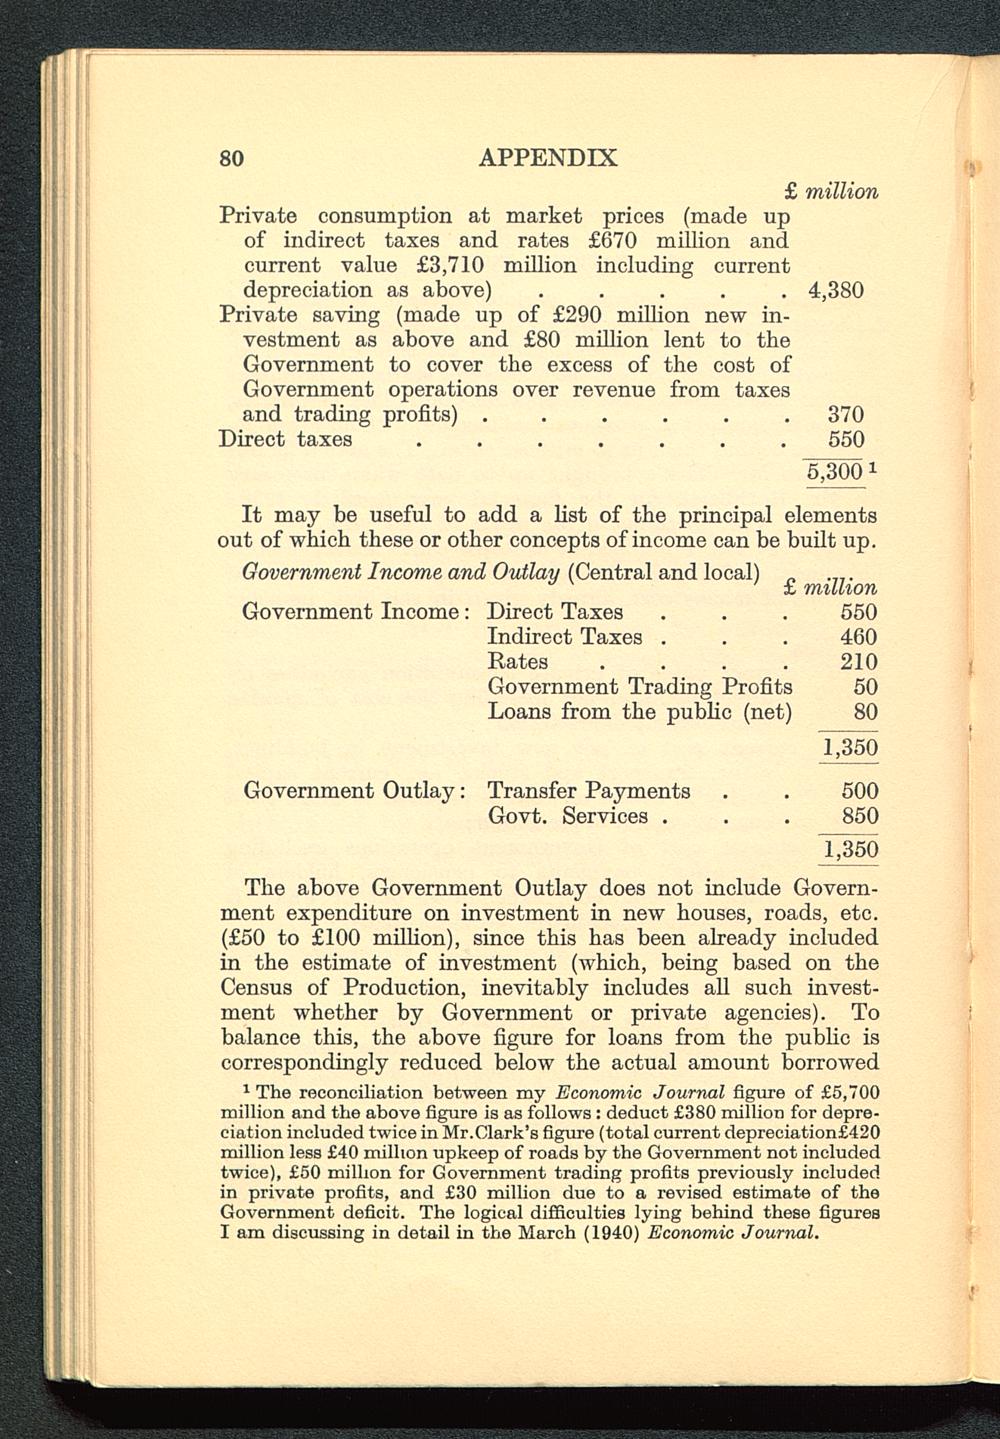 80 APPENDIX
£ million
Private consumption at market prices (made up
of indirect taxes and rates £670 million and
current value £3,710 million including current
depreciation as above) . . . . . 4,380
Private saving (made up of £290 million new in-
vestment as above and £80 million lent to the
Government to cover the excess of the cost of
Government operations over revenue from taxes
and trading profits) . . . . . . 370
Direct taxes . . . . . . . 550
5,300 ¹
It may be useful to add a list of the principal elements
out of which these or other concepts of income can be built up.
Government Income and Outlay (Central and local)
£ million
Government Income: Direct Taxes . . . 550
Indirect Taxes . . . 460
Rates . . . . 210
Government Trading Profits 50
Loans from the public (net) 80
1,350
Government Outlay: Transfer Payments . . 500
Govt. Services . . . 850
1,350
The above Government Outlay does not include Govern-
ment expenditure on investment in new houses, roads, etc.
(£50 to £100 million), since this has been already included
in the estimate of investment (which, being based on the
Census of Production, inevitably includes all such invest-
ment whether by Government or private agencies). To
balance this, the above figure for loans from the public is
correspondingly reduced below the actual amount borrowed
¹ The reconciliation between my Economic Journal figure of £5,700
million and the above figure is as follows: deduct £380 million for depre-
ciation included twice in Mr. Clark's figure (total current depreciation £420
million less £40 million upkeep of roads by the Government not included
twice), £50 million for Government trading profits previously included
in private profits, and £30 million due to a revised estimate of the
Government deficit. The logical difficulties lying behind these figures
I am discussing in detail in the March (1940) Economic Journal.